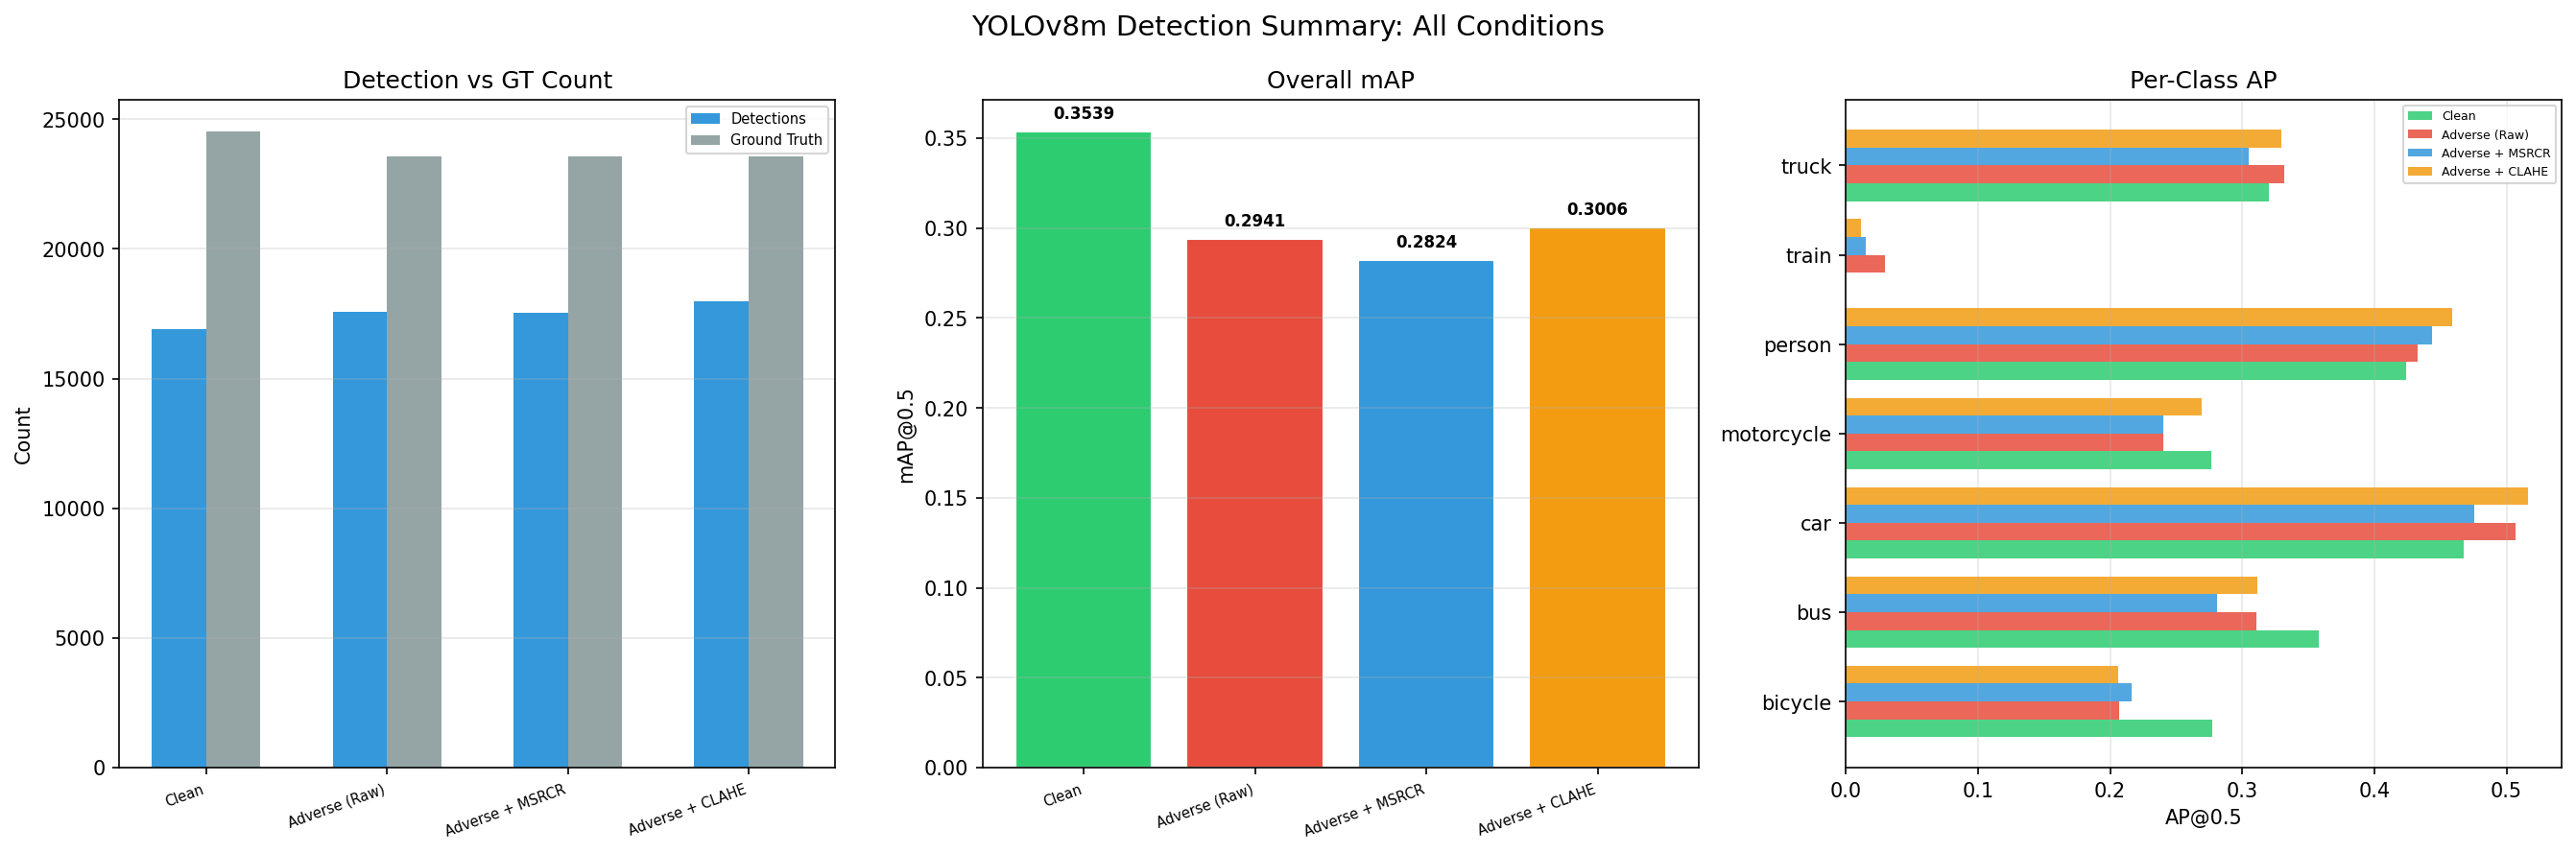 YOLOv8m Detection Summary: All Conditions
Detection vs GT Count
Count
25000
20000
15000
10000
5000
0
Detections
Ground Truth
Clean
Adverse (Raw)
Adverse + MSRCR
Adverse + CLAHE
Overall mAP
mAP@0.5
0.35
0.30
0.25
0.20
0.15
0.10
0.05
0.00
0.3539
0.2941
0.2824
0.3006
Clean
Adverse (Raw)
Adverse + MSRCR
Adverse + CLAHE
Per-Class AP
Clean
Adverse (Raw)
Adverse + MSRCR
Adverse + CLAHE
truck
train
person
motorcycle
car
bus
bicycle
0.0
0.1
0.2
0.3
0.4
0.5
AP@0.5